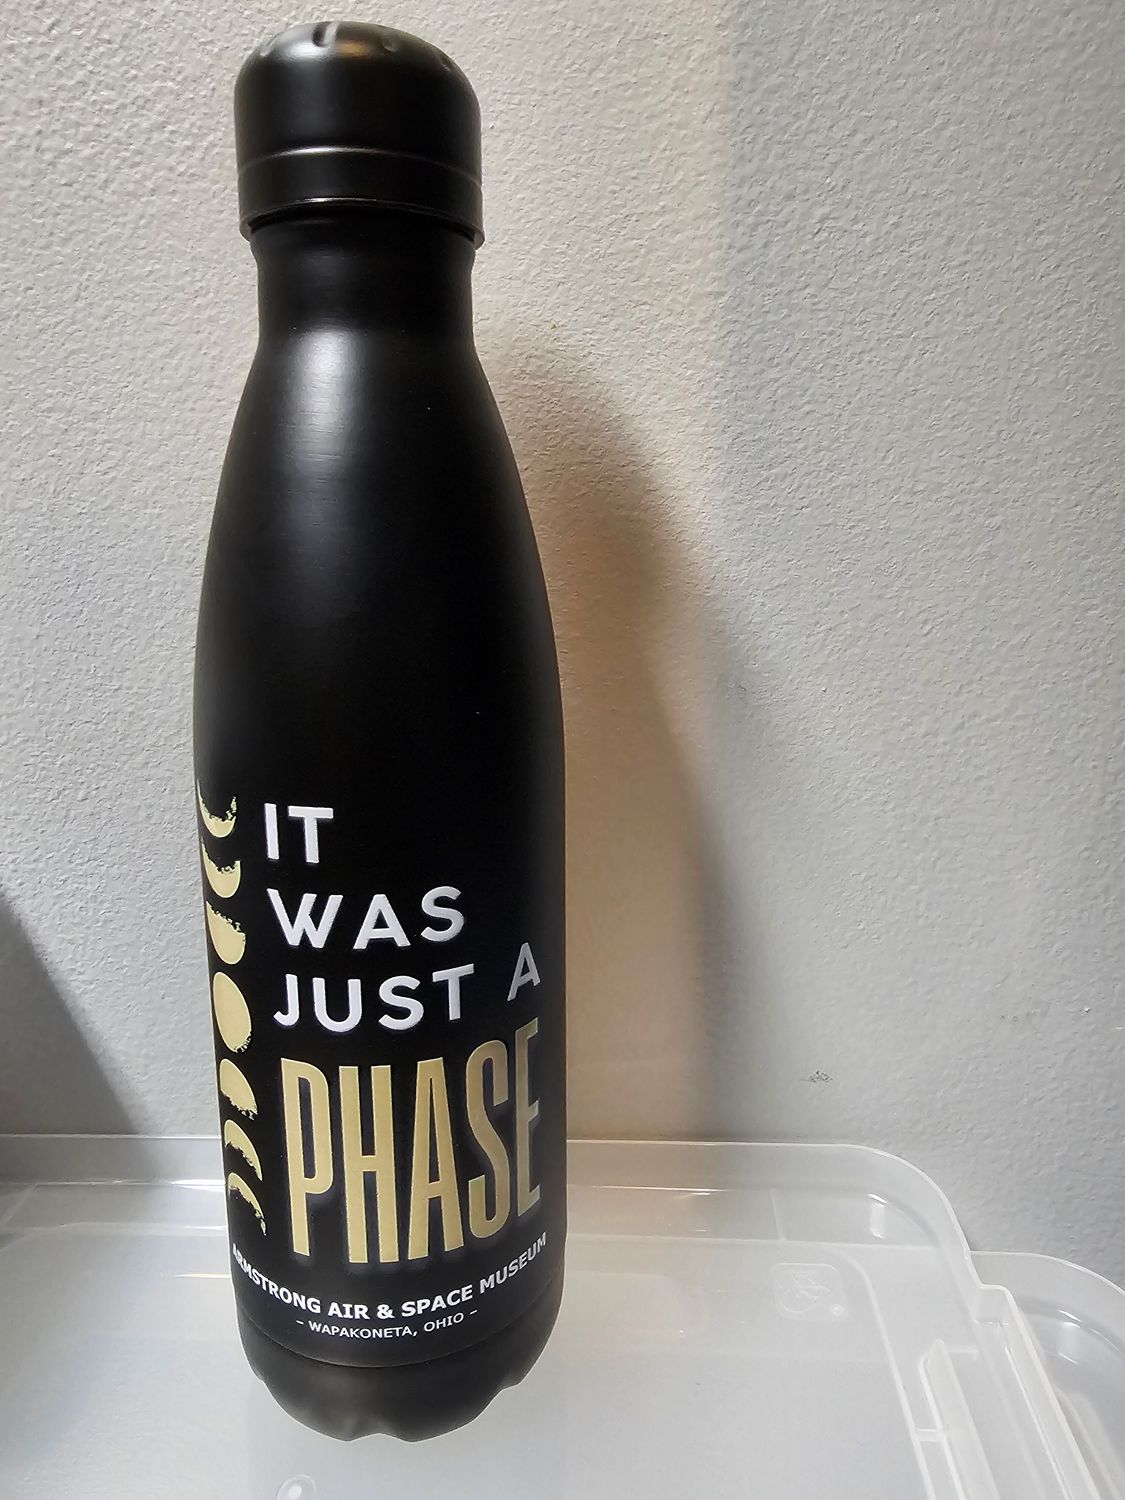 IT
WAS
JUST A
PHASE
ARMSTRONG AIR & SPACE MUSEUM
- WAPAKONETA, OHIO -